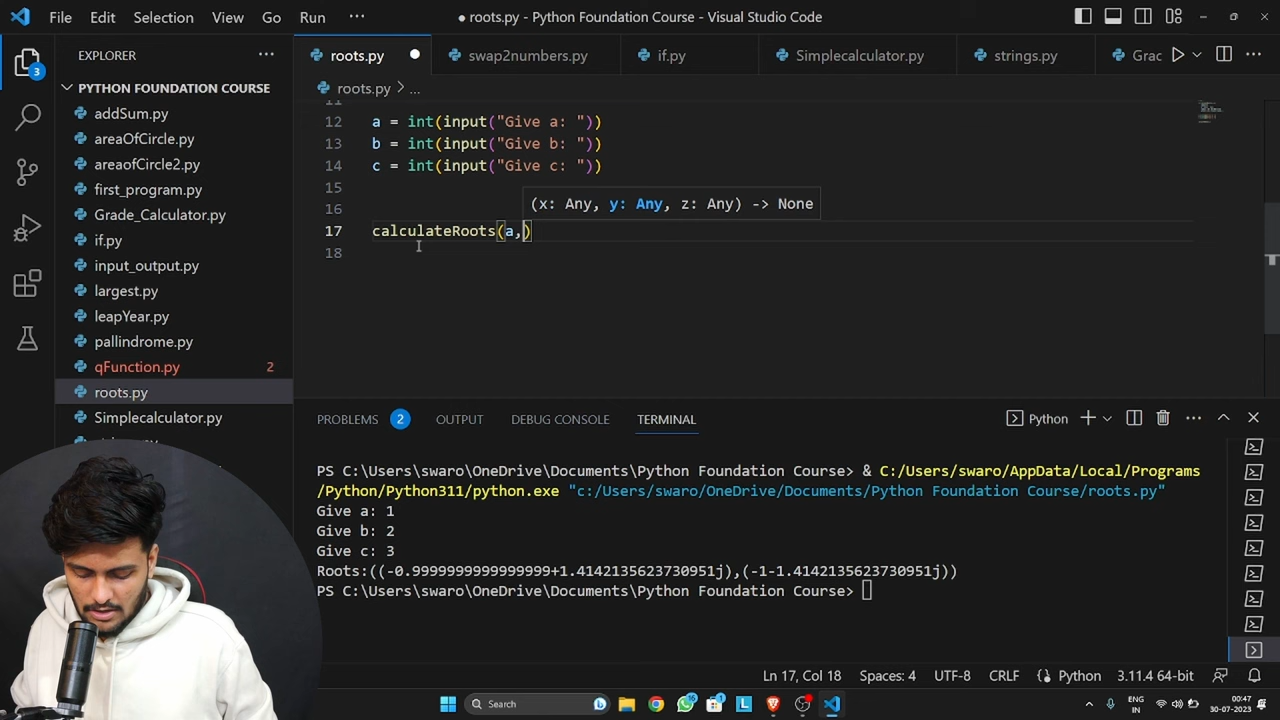 File Edit Selection View Go Run ··· ● roots.py - Python Foundation Course - Visual Studio Code
EXPLORER ···
3
PYTHON FOUNDATION COURSE
addSum.py
areaOfCircle.py
areaofCircle2.py
first_program.py
Grade_Calculator.py
if.py
input_output.py
largest.py
leapYear.py
pallindrome.py
qFunction.py 2
roots.py
Simplecalculator.py
roots.py ● swap2numbers.py if.py Simplecalculator.py strings.py Grac
roots.py > ...
11
12 a = int(input("Give a: "))
13 b = int(input("Give b: "))
14 c = int(input("Give c: "))
15
(x: Any, y: Any, z: Any) -> None
16
17 calculateRoots(a,)
18
PROBLEMS 2 OUTPUT DEBUG CONSOLE TERMINAL Python
PS C:\Users\swaro\OneDrive\Documents\Python Foundation Course> & C:/Users/swaro/AppData/Local/Programs
/Python/Python311/python.exe "c:/Users/swaro/OneDrive/Documents/Python Foundation Course/roots.py"
Give a: 1
Give b: 2
Give c: 3
Roots:((-0.9999999999999999+1.4142135623730951j),(-1-1.4142135623730951j))
PS C:\Users\swaro\OneDrive\Documents\Python Foundation Course>
Ln 17, Col 18 Spaces: 4 UTF-8 CRLF Python 3.11.4 64-bit
Search
16
1
ENG
IN
00:47
30-07-2023